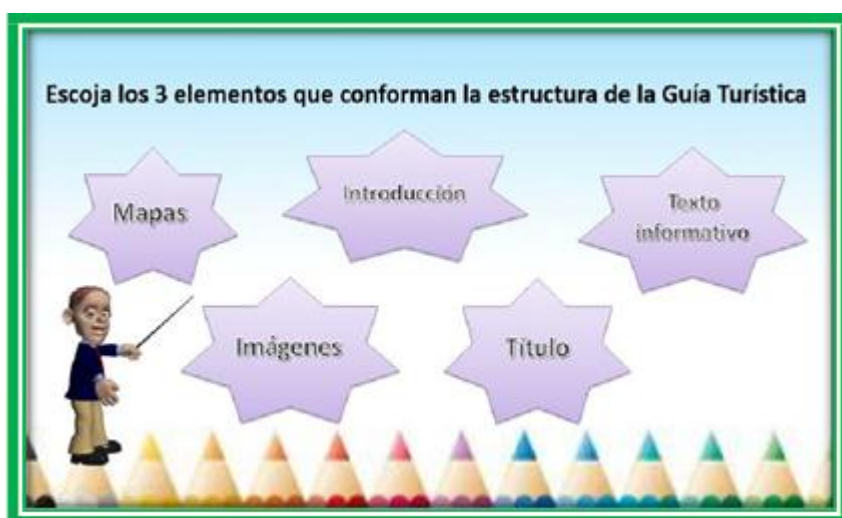 Escoja los 3 elementos que conforman la estructura de la Guía Turística
Mapas
Introducción
Texto
informativo
Imágenes
Título